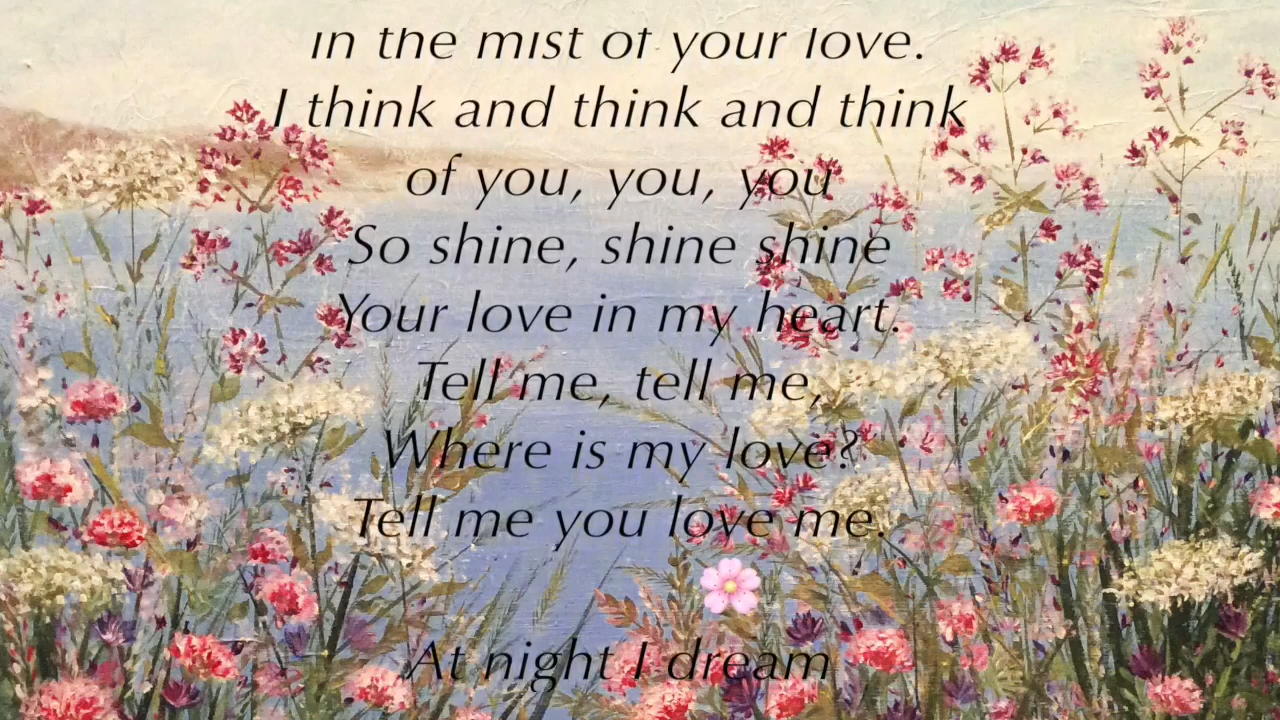 in the mist of your love.
I think and think and think
of you, you, you
So shine, shine shine
Your love in my heart.
Tell me, tell me,
Where is my love?
Tell me you love me.
At night I dream